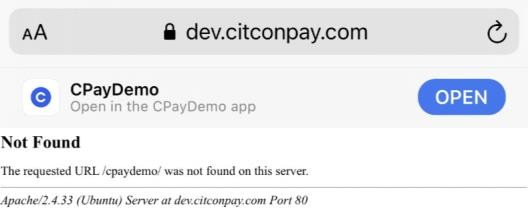 AA dev.citconpay.com
C CPayDemo
Open in the CPayDemo app
OPEN
Not Found
The requested URL /cpaydemo/ was not found on this server.
Apache/2.4.33 (Ubuntu) Server at dev.citconpay.com Port 80